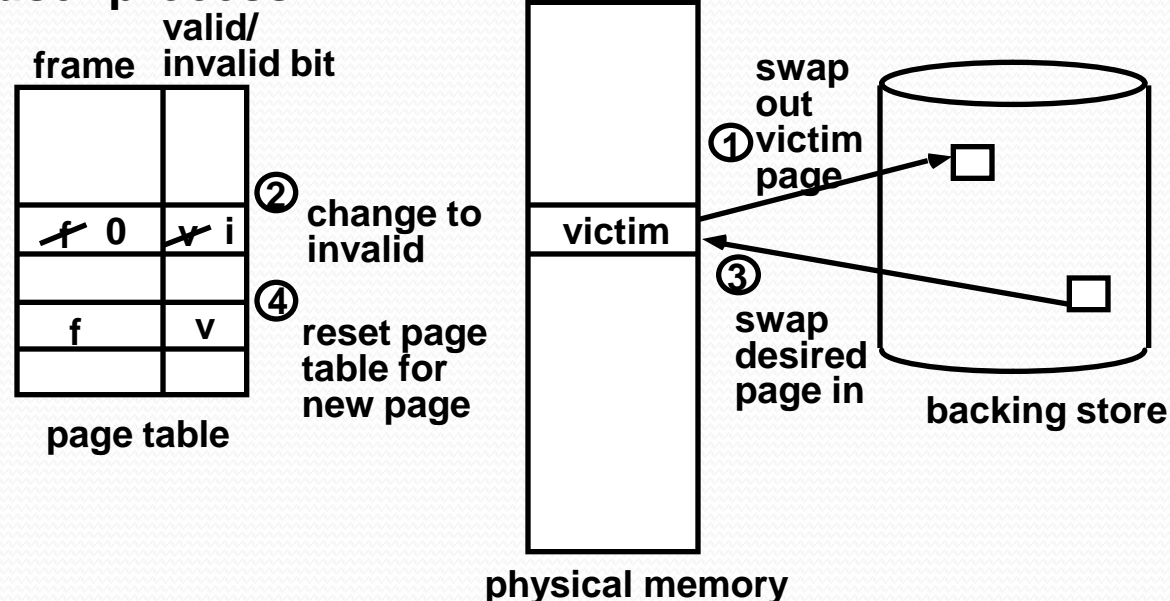 valid/
frame invalid bit
swap
out
① victim
page
②
change to
invalid
f 0 v i
victim
④
f v
reset page
table for
new page
③
swap
desired
page in
page table
backing store
physical memory